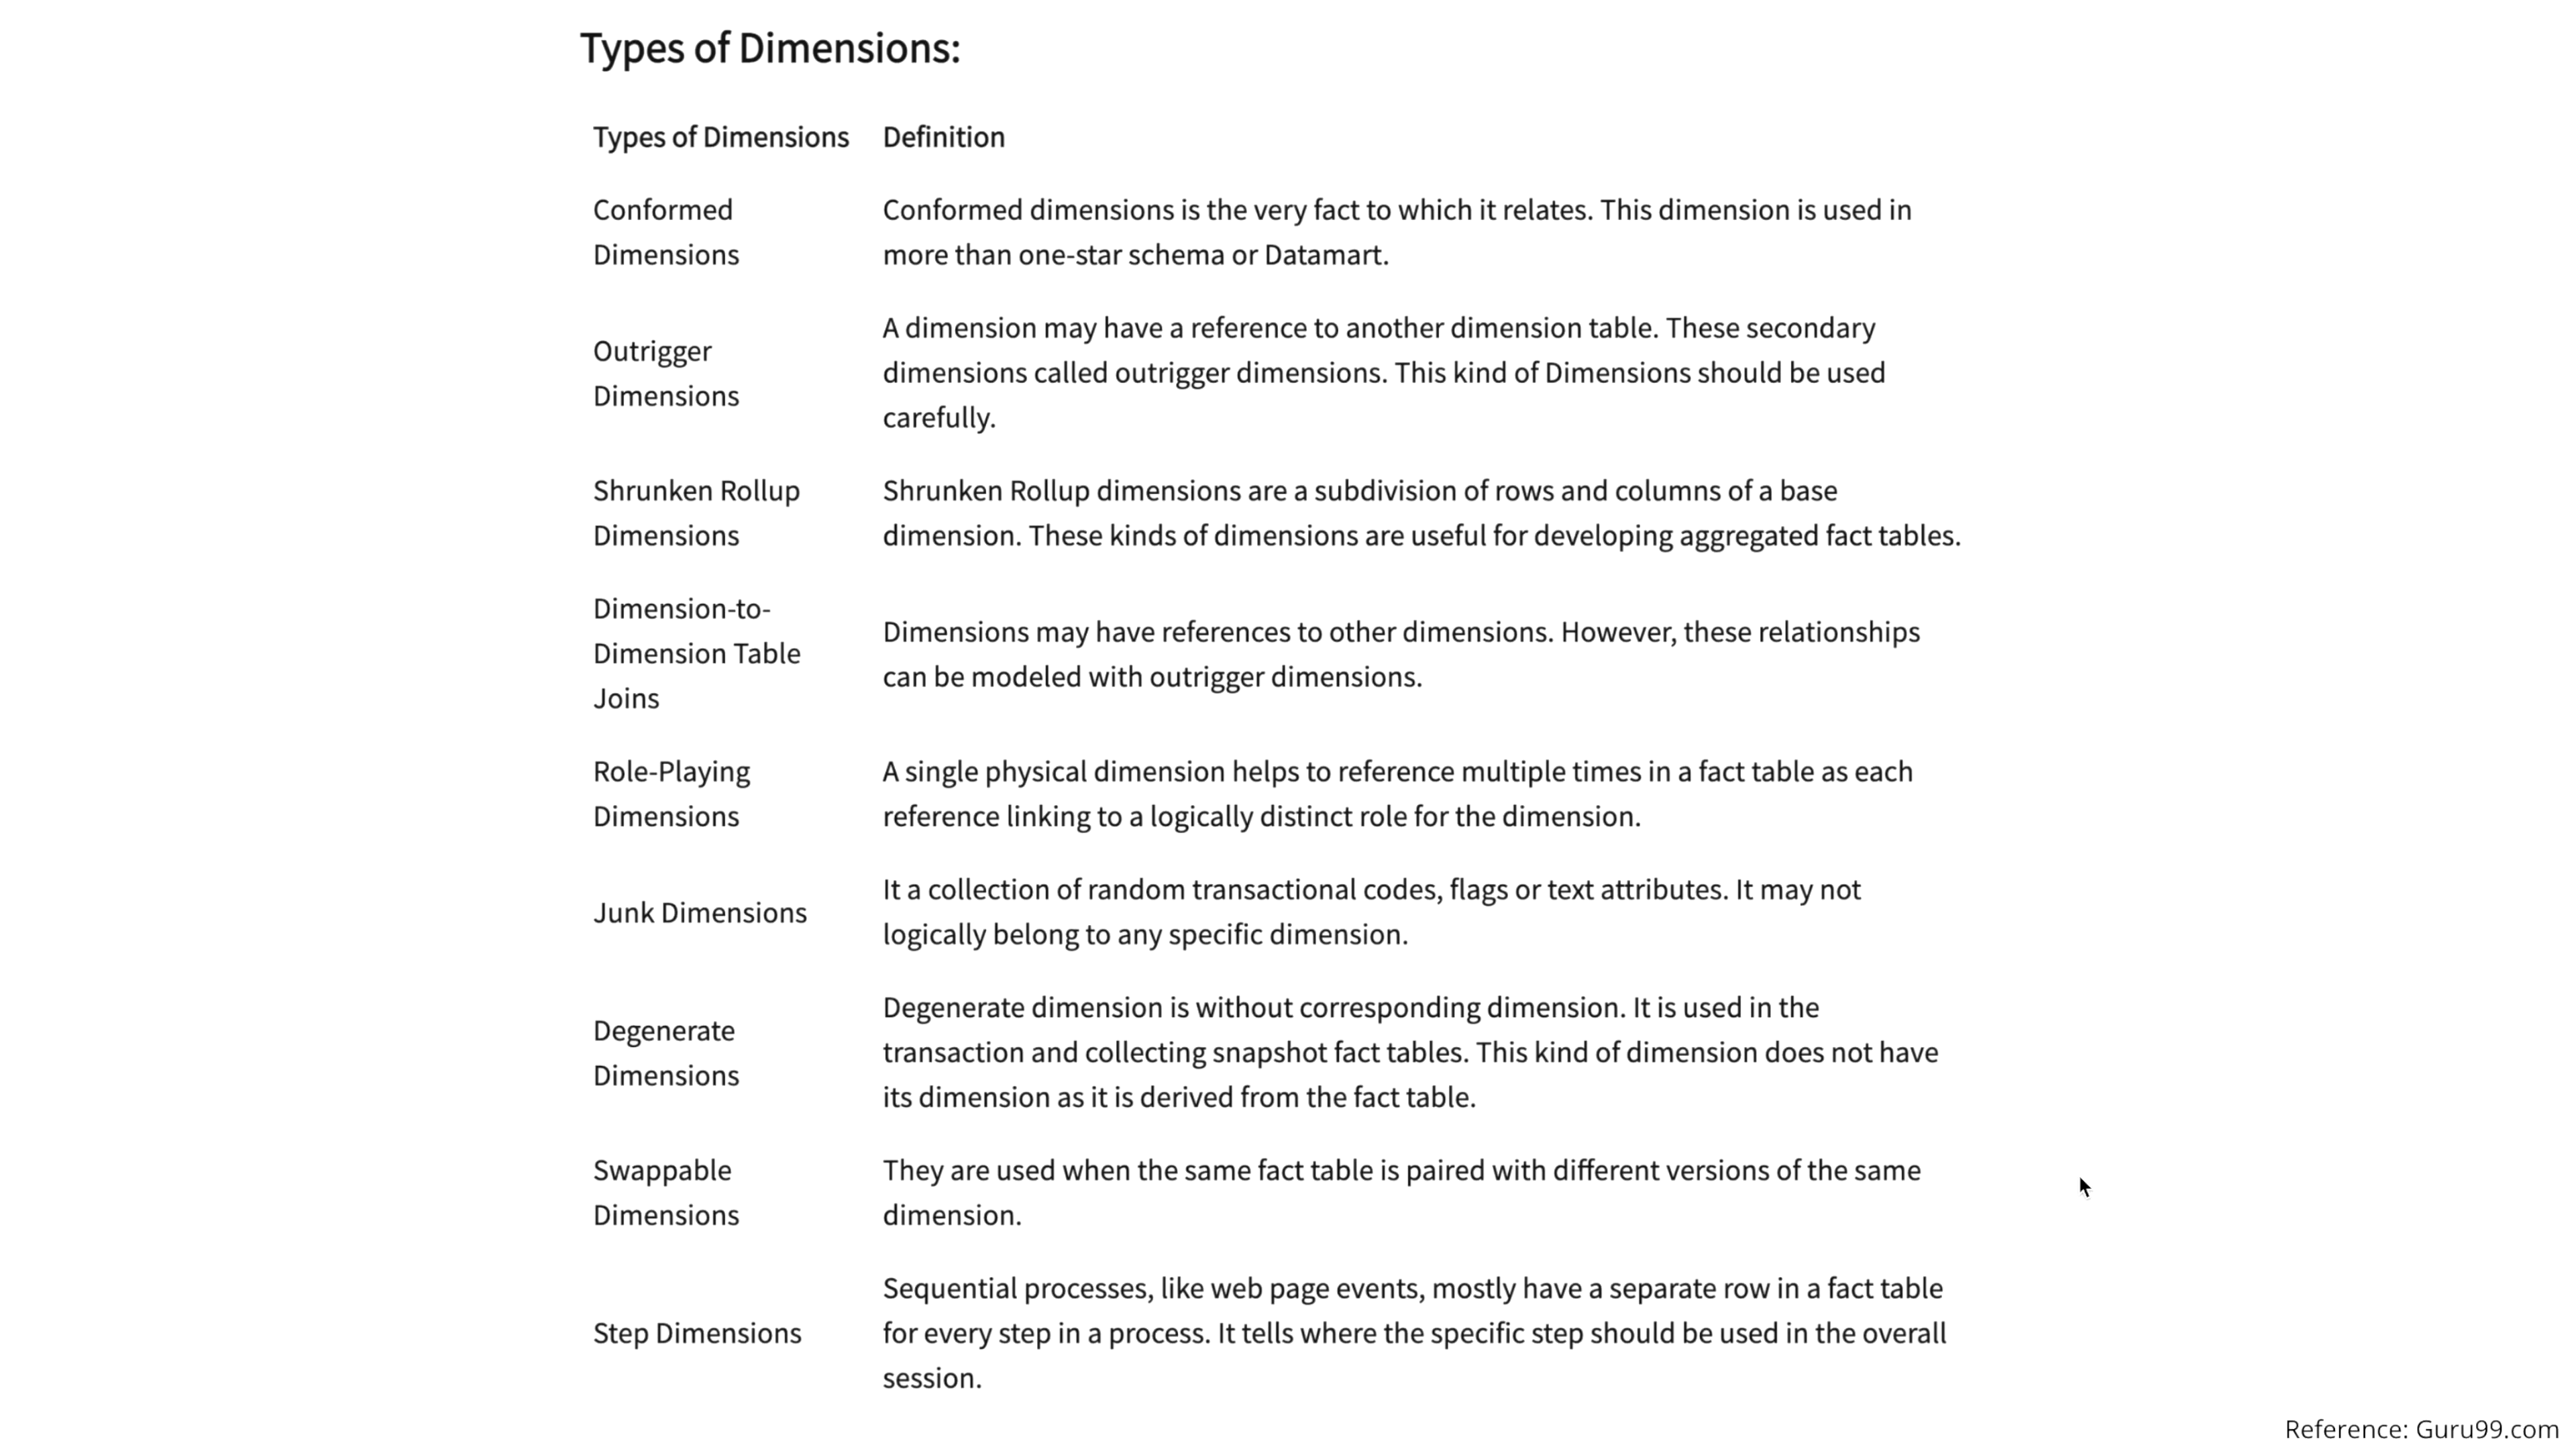 Types of Dimensions:
Types of Dimensions Definition
Conformed
Dimensions
Conformed dimensions is the very fact to which it relates. This dimension is used in
more than one-star schema or Datamart.
Outrigger
Dimensions
A dimension may have a reference to another dimension table. These secondary
dimensions called outrigger dimensions. This kind of Dimensions should be used
carefully.
Shrunken Rollup
Dimensions
Shrunken Rollup dimensions are a subdivision of rows and columns of a base
dimension. These kinds of dimensions are useful for developing aggregated fact tables.
Dimension-to-
Dimension Table
Joins
Dimensions may have references to other dimensions. However, these relationships
can be modeled with outrigger dimensions.
Role-Playing
Dimensions
A single physical dimension helps to reference multiple times in a fact table as each
reference linking to a logically distinct role for the dimension.
Junk Dimensions
It a collection of random transactional codes, flags or text attributes. It may not
logically belong to any specific dimension.
Degenerate
Dimensions
Degenerate dimension is without corresponding dimension. It is used in the
transaction and collecting snapshot fact tables. This kind of dimension does not have
its dimension as it is derived from the fact table.
Swappable
Dimensions
They are used when the same fact table is paired with different versions of the same
dimension.
Step Dimensions
Sequential processes, like web page events, mostly have a separate row in a fact table
for every step in a process. It tells where the specific step should be used in the overall
session.
Reference: Guru99.com